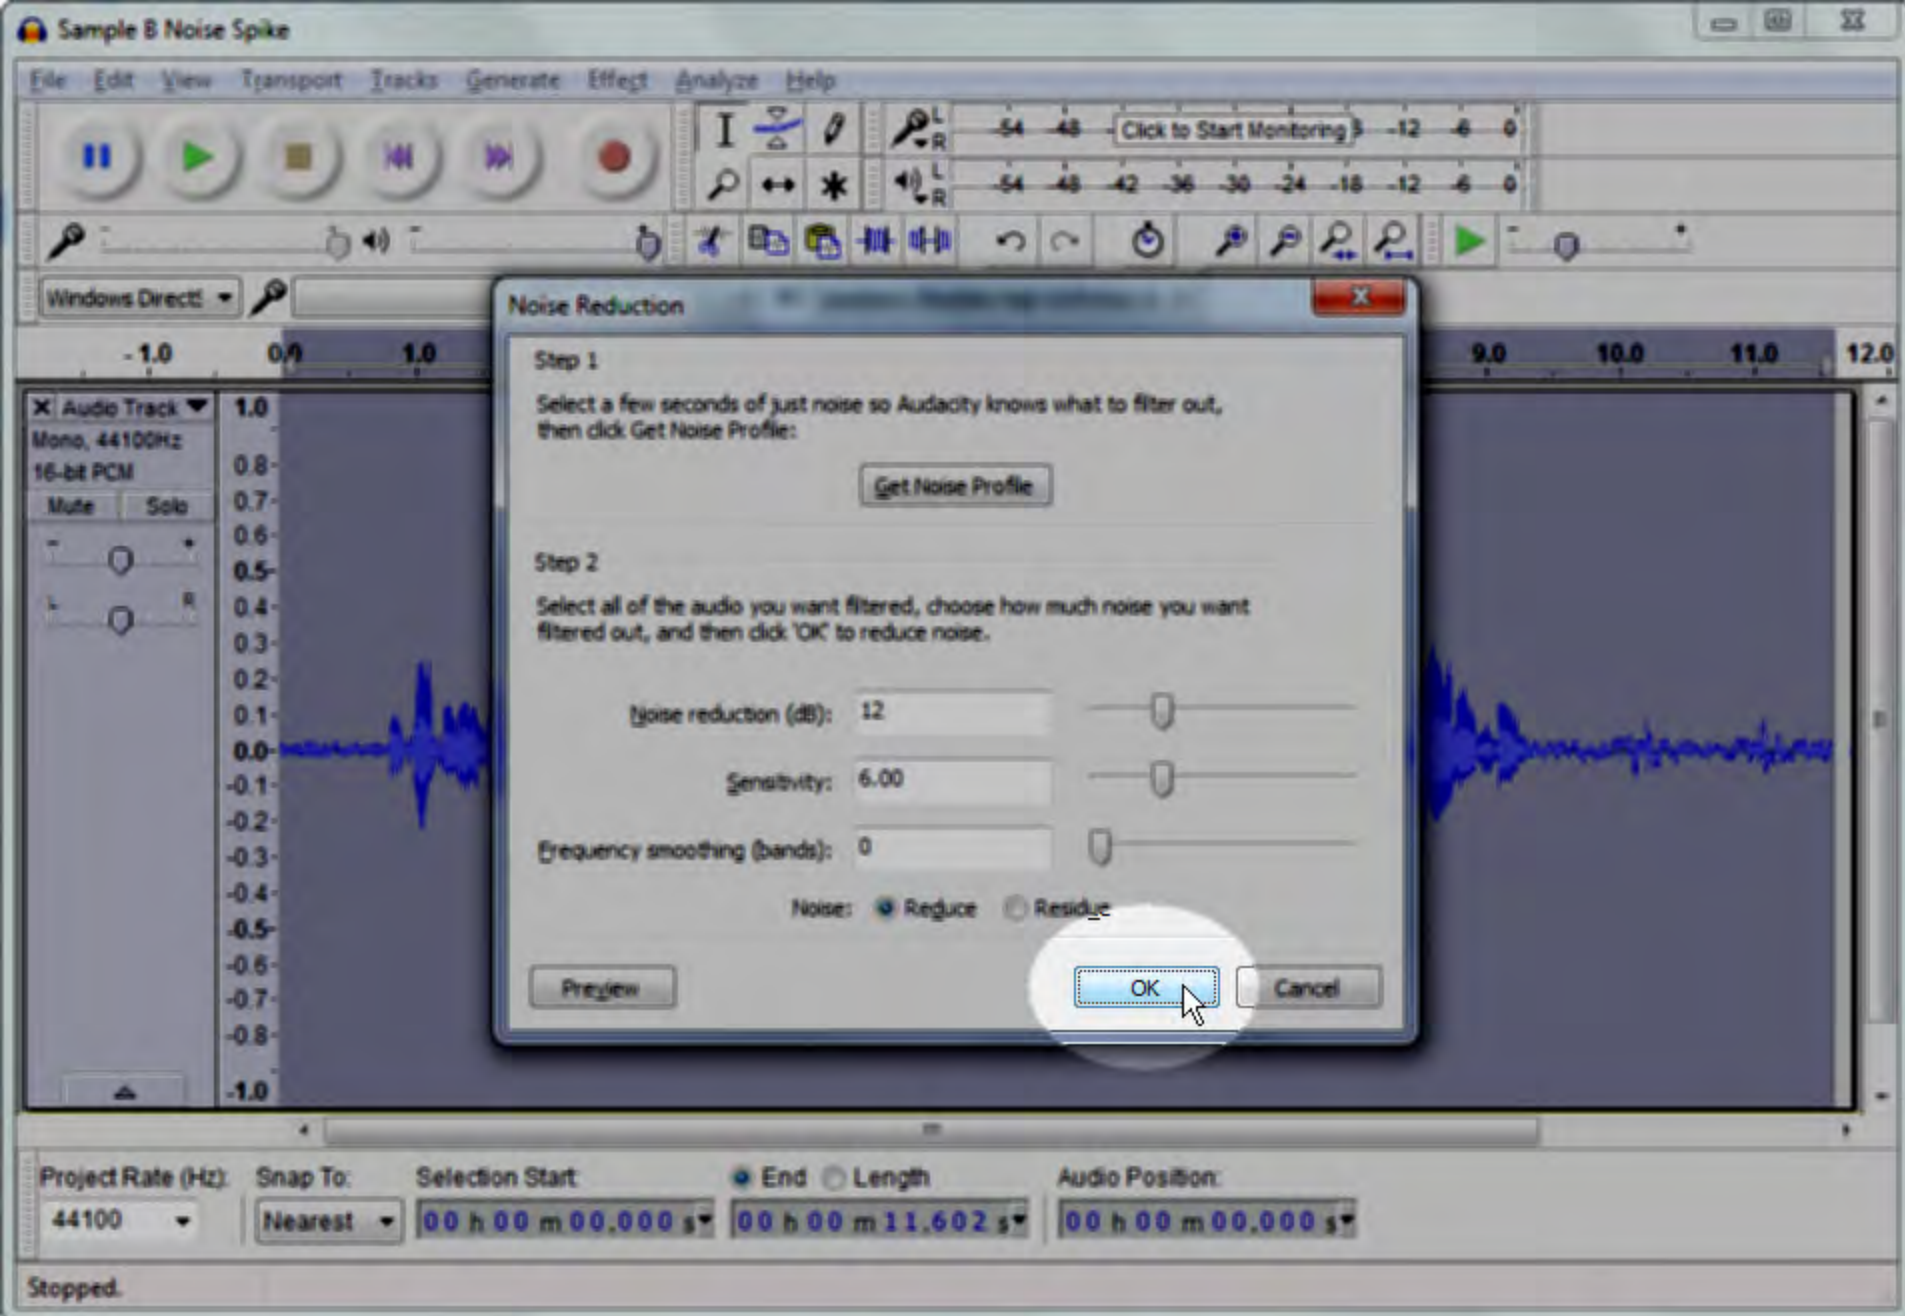 Sample B Noise Spike
File Edit View Transport Tracks Generate Effect Analyze Help
L
R
-54 -48 - Click to Start Monitoring -12 -6 0
L
R
-54 -48 -42 -36 -30 -24 -18 -12 -6 0
- +
Windows Direct
Noise Reduction
- 1.0 0.0 1.0 9.0 10.0 11.0 12.0
Step 1
Select a few seconds of just noise so Audacity knows what to filter out,
then click Get Noise Profile:
Get Noise Profile
Step 2
Select all of the audio you want filtered, choose how much noise you want
filtered out, and then click 'OK' to reduce noise.
Noise reduction (dB): 12
Sensitivity: 6.00
Frequency smoothing (bands): 0
Noise: Reduce Residue
Preview OK Cancel
X Audio Track
Mono, 44100Hz
16-bit PCM
Mute Solo
- +
L R
1.0
0.8
0.7
0.6
0.5
0.4
0.3
0.2
0.1
0.0
-0.1
-0.2
-0.3
-0.4
-0.5
-0.6
-0.7
-0.8
-1.0
Project Rate (Hz): Snap To: Selection Start: End Length Audio Position:
44100 Nearest 00 h 00 m 00.000 s 00 h 00 m 11.602 s 00 h 00 m 00.000 s
Stopped.